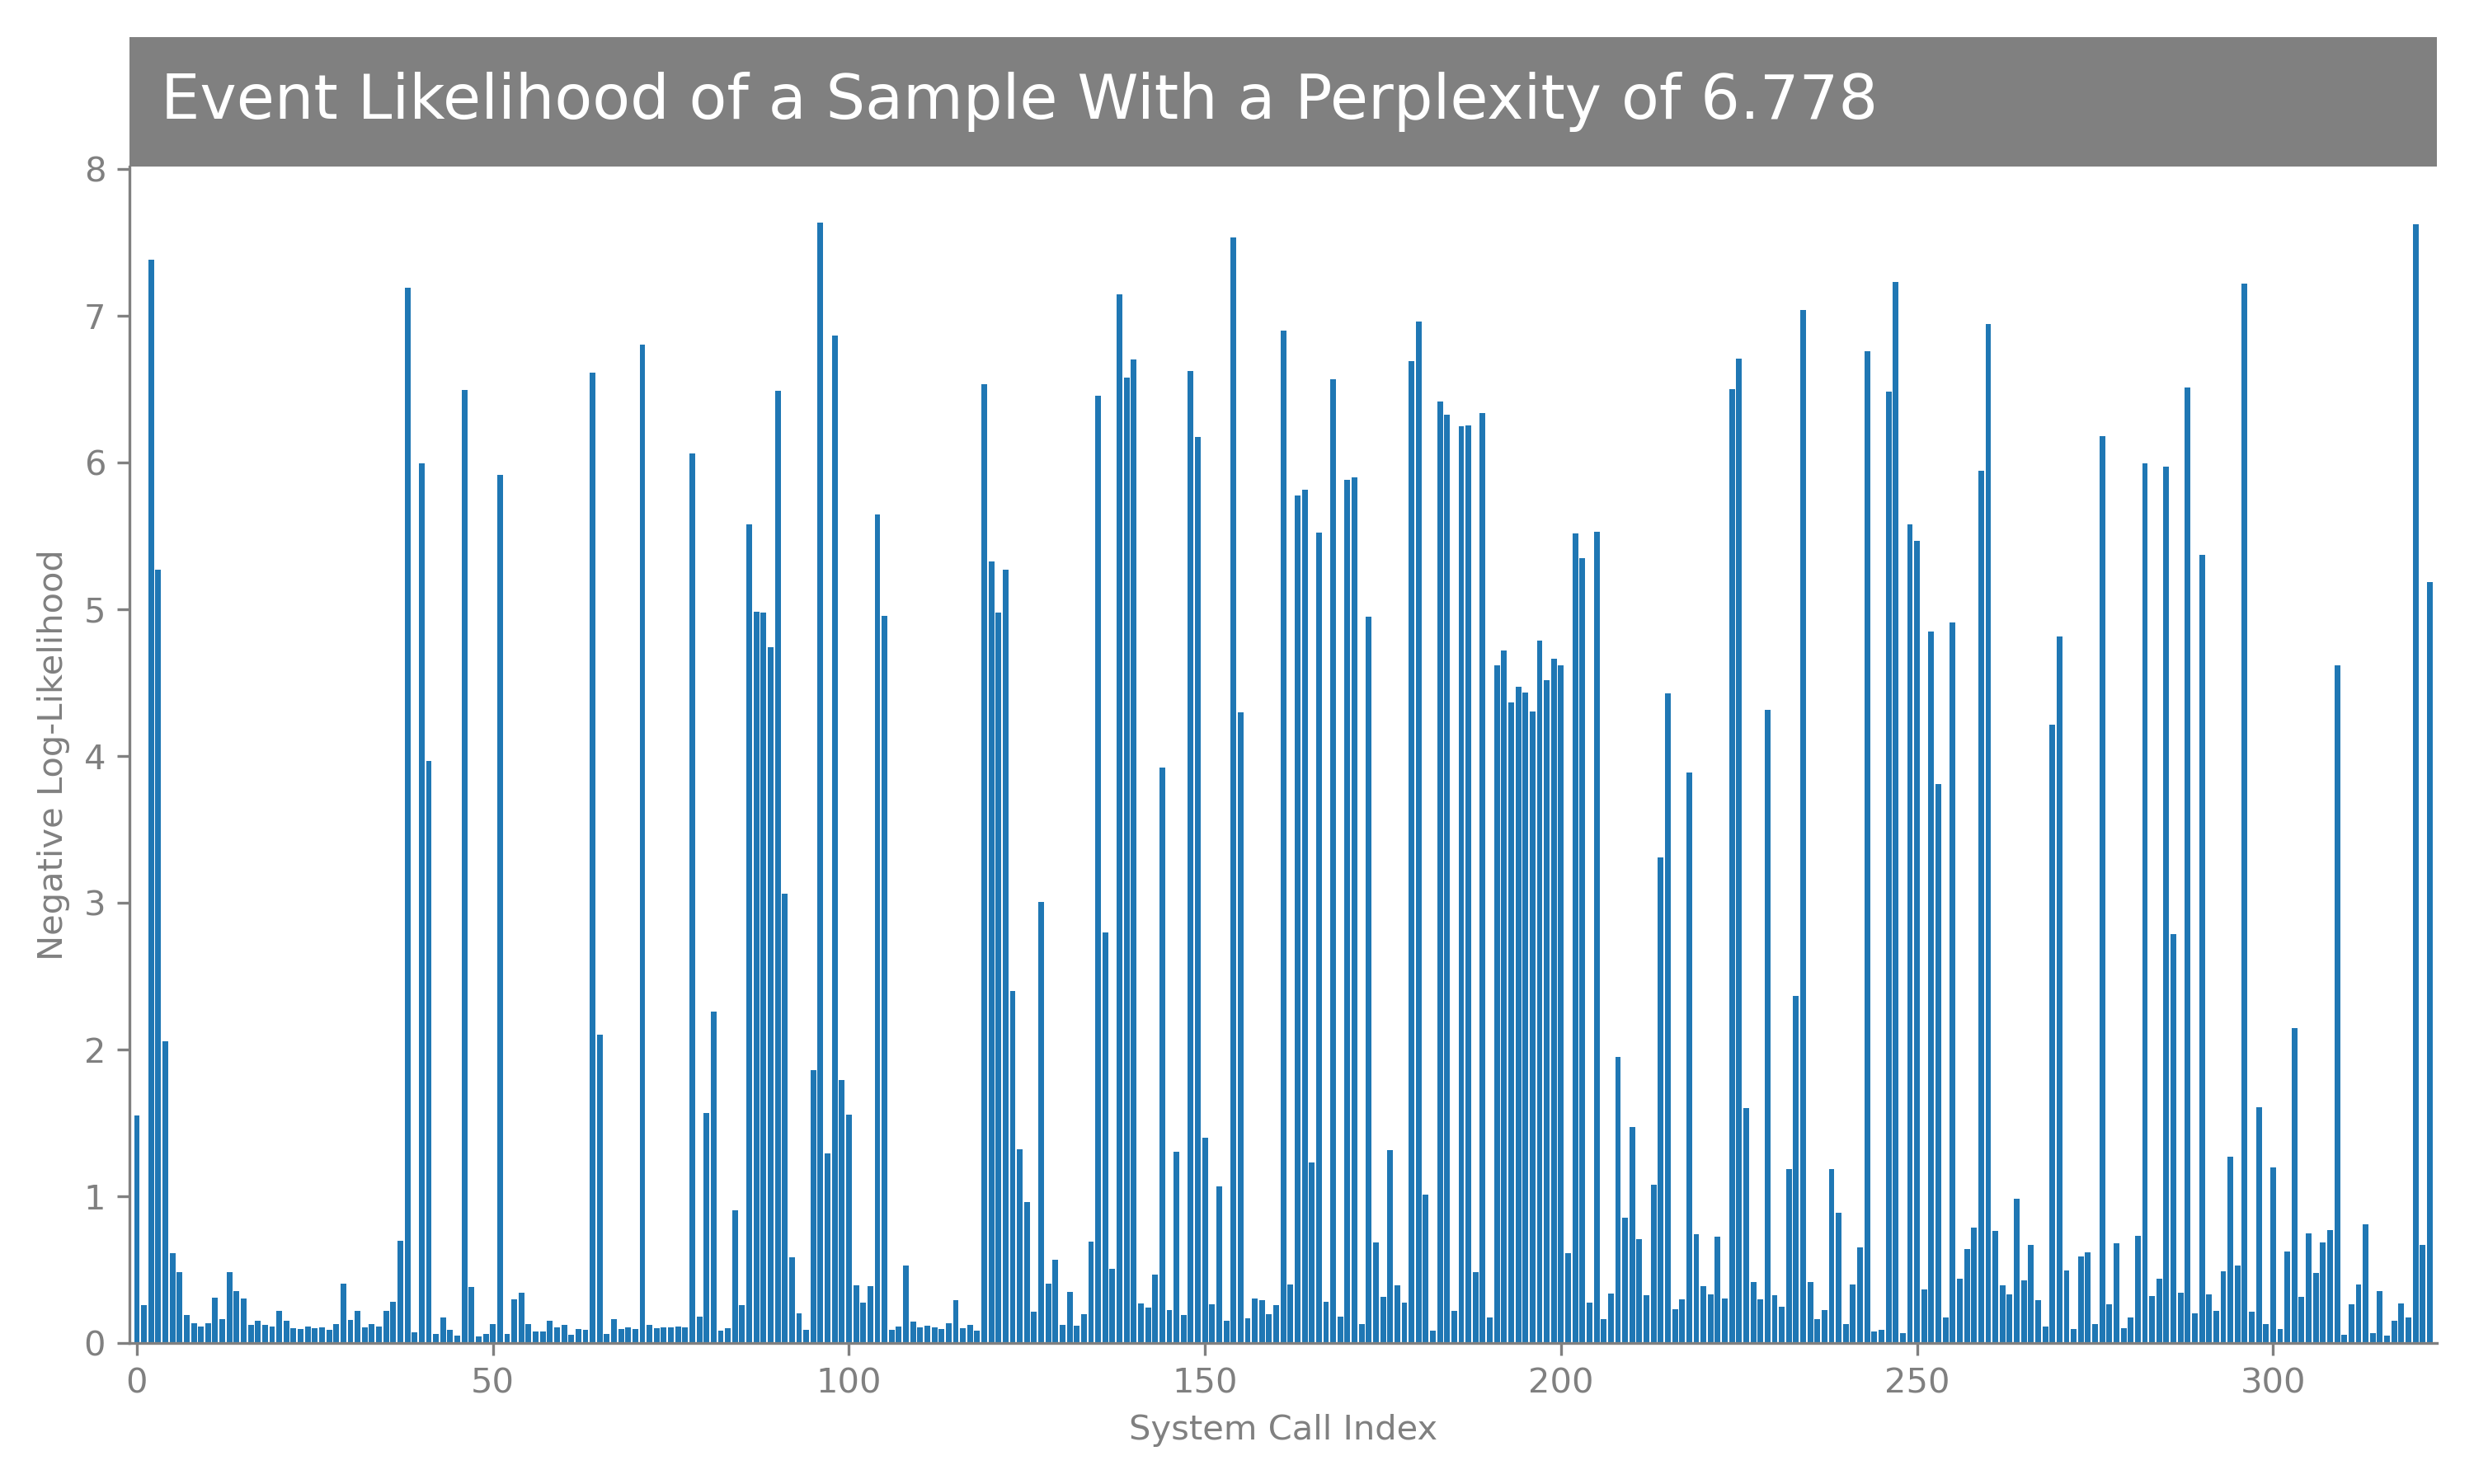 Event Likelihood of a Sample With a Perplexity of 6.778
8
7
6
5
4
3
2
1
0
Negative Log-Likelihood
0 50 100 150 200 250 300
System Call Index